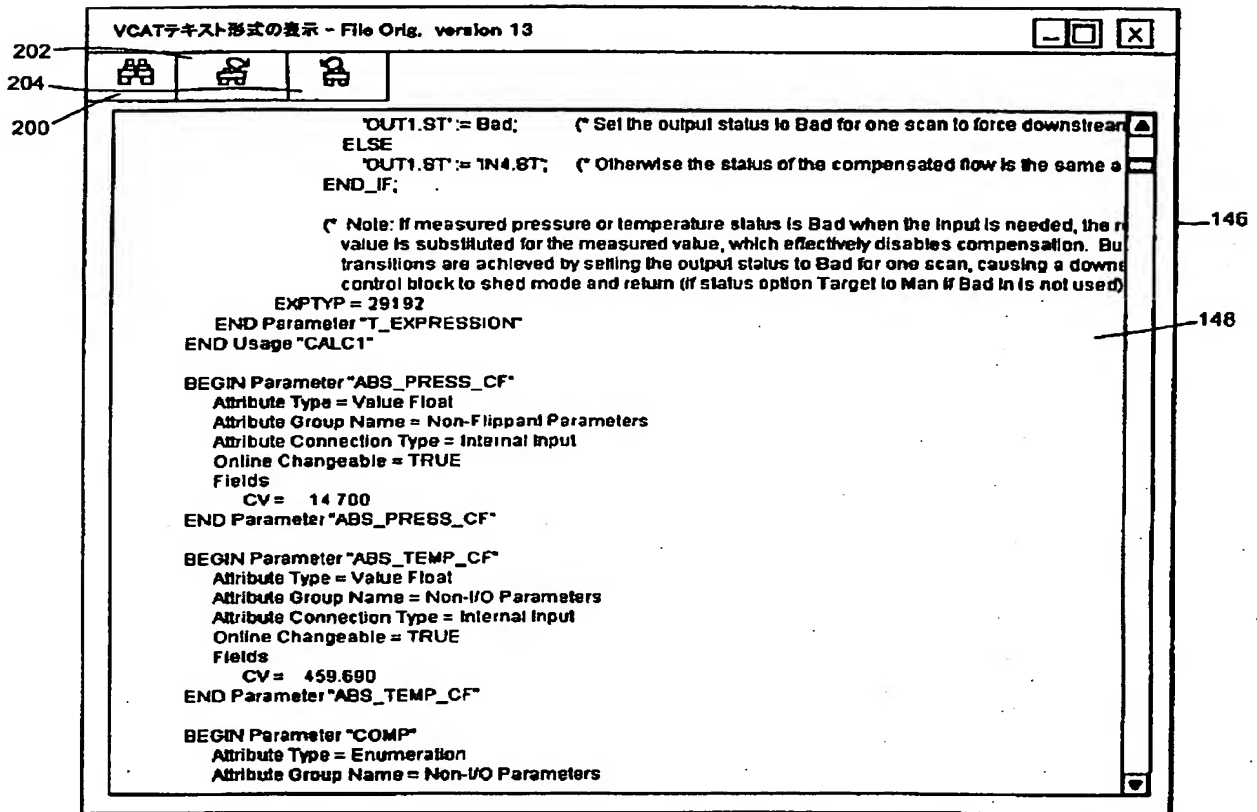 VCATテキスト形式の表示 - File Orig. version 13
202
204
200
'OUT1.ST' := Bad; (* Set the output status to Bad for one scan to force downstream
ELSE
'OUT1.ST' := 'IN4.ST'; (* Otherwise the status of the compensated flow is the same a
END_IF;
(* Note: If measured pressure or temperature status is Bad when the input is needed, the r
value is substituted for the measured value, which effectively disables compensation. Bu
transitions are achieved by setting the output status to Bad for one scan, causing a downs
control block to shed mode and return (if status option Target to Man if Bad In is not used)
EXPTYP = 29192
END Parameter "T_EXPRESSION"
END Usage "CALC1"
BEGIN Parameter "ABS_PRESS_CF"
Attribute Type = Value Float
Attribute Group Name = Non-Flippant Parameters
Attribute Connection Type = Internal Input
Online Changeable = TRUE
Fields
CV = 14 700
END Parameter "ABS_PRESS_CF"
BEGIN Parameter "ABS_TEMP_CF"
Attribute Type = Value Float
Attribute Group Name = Non-I/O Parameters
Attribute Connection Type = Internal Input
Online Changeable = TRUE
Fields
CV = 459.690
END Parameter "ABS_TEMP_CF"
BEGIN Parameter "COMP"
Attribute Type = Enumeration
Attribute Group Name = Non-I/O Parameters
146
148